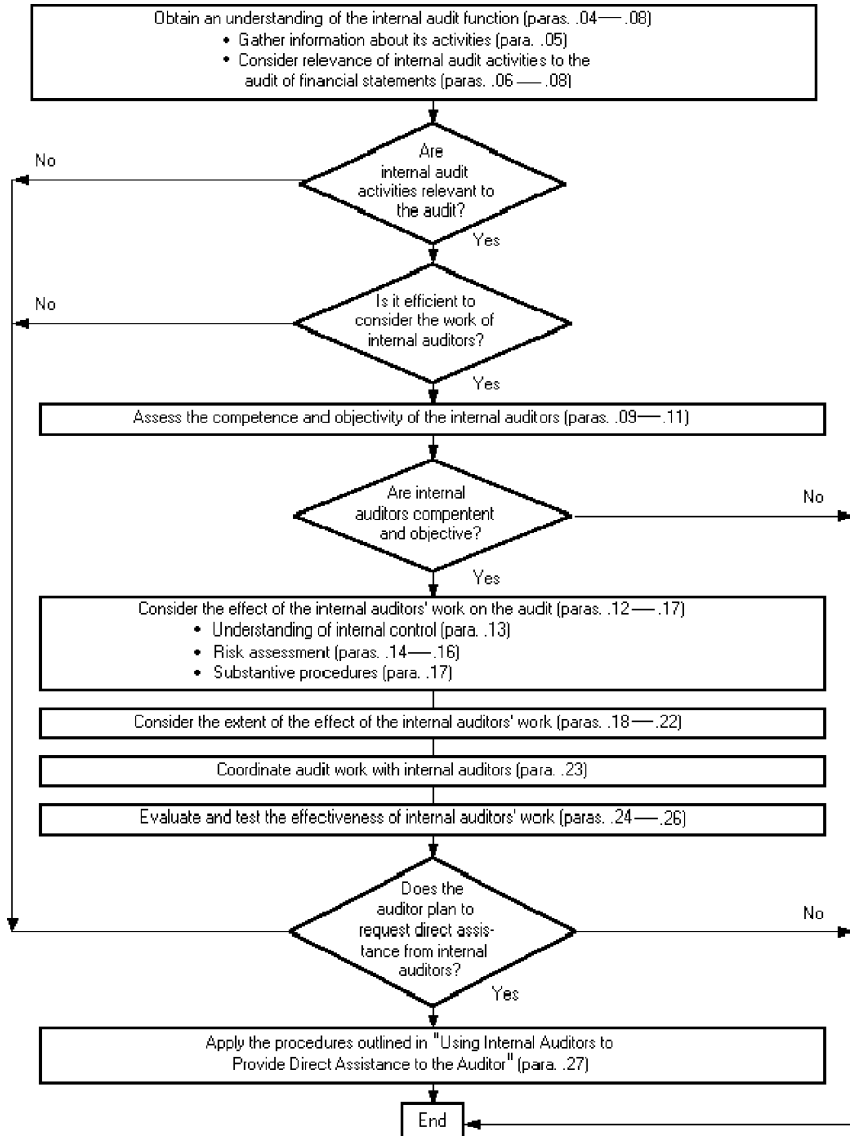 Obtain an understanding of the internal audit function (paras. .04—.08)
• Gather information about its activities (para. .05)
• Consider relevance of internal audit activities to the
audit of financial statements (paras. .06—.08)
Are
internal audit
activities relevant to
the audit?
No
Yes
Is it efficient to
consider the work of
internal auditors?
No
Yes
Assess the competence and objectivity of the internal auditors (paras. .09—.11)
Are internal
auditors compentent
and objective?
No
Yes
Consider the effect of the internal auditors' work on the audit (paras. .12—.17)
• Understanding of internal control (para. .13)
• Risk assessment (paras. .14—.16)
• Substantive procedures (para. .17)
Consider the extent of the effect of the internal auditors' work (paras. .18—.22)
Coordinate audit work with internal auditors (para. .23)
Evaluate and test the effectiveness of internal auditors' work (paras. .24—.26)
Does the
auditor plan to
request direct assis-
tance from internal
auditors?
No
Yes
Apply the procedures outlined in "Using Internal Auditors to
Provide Direct Assistance to the Auditor" (para. .27)
End